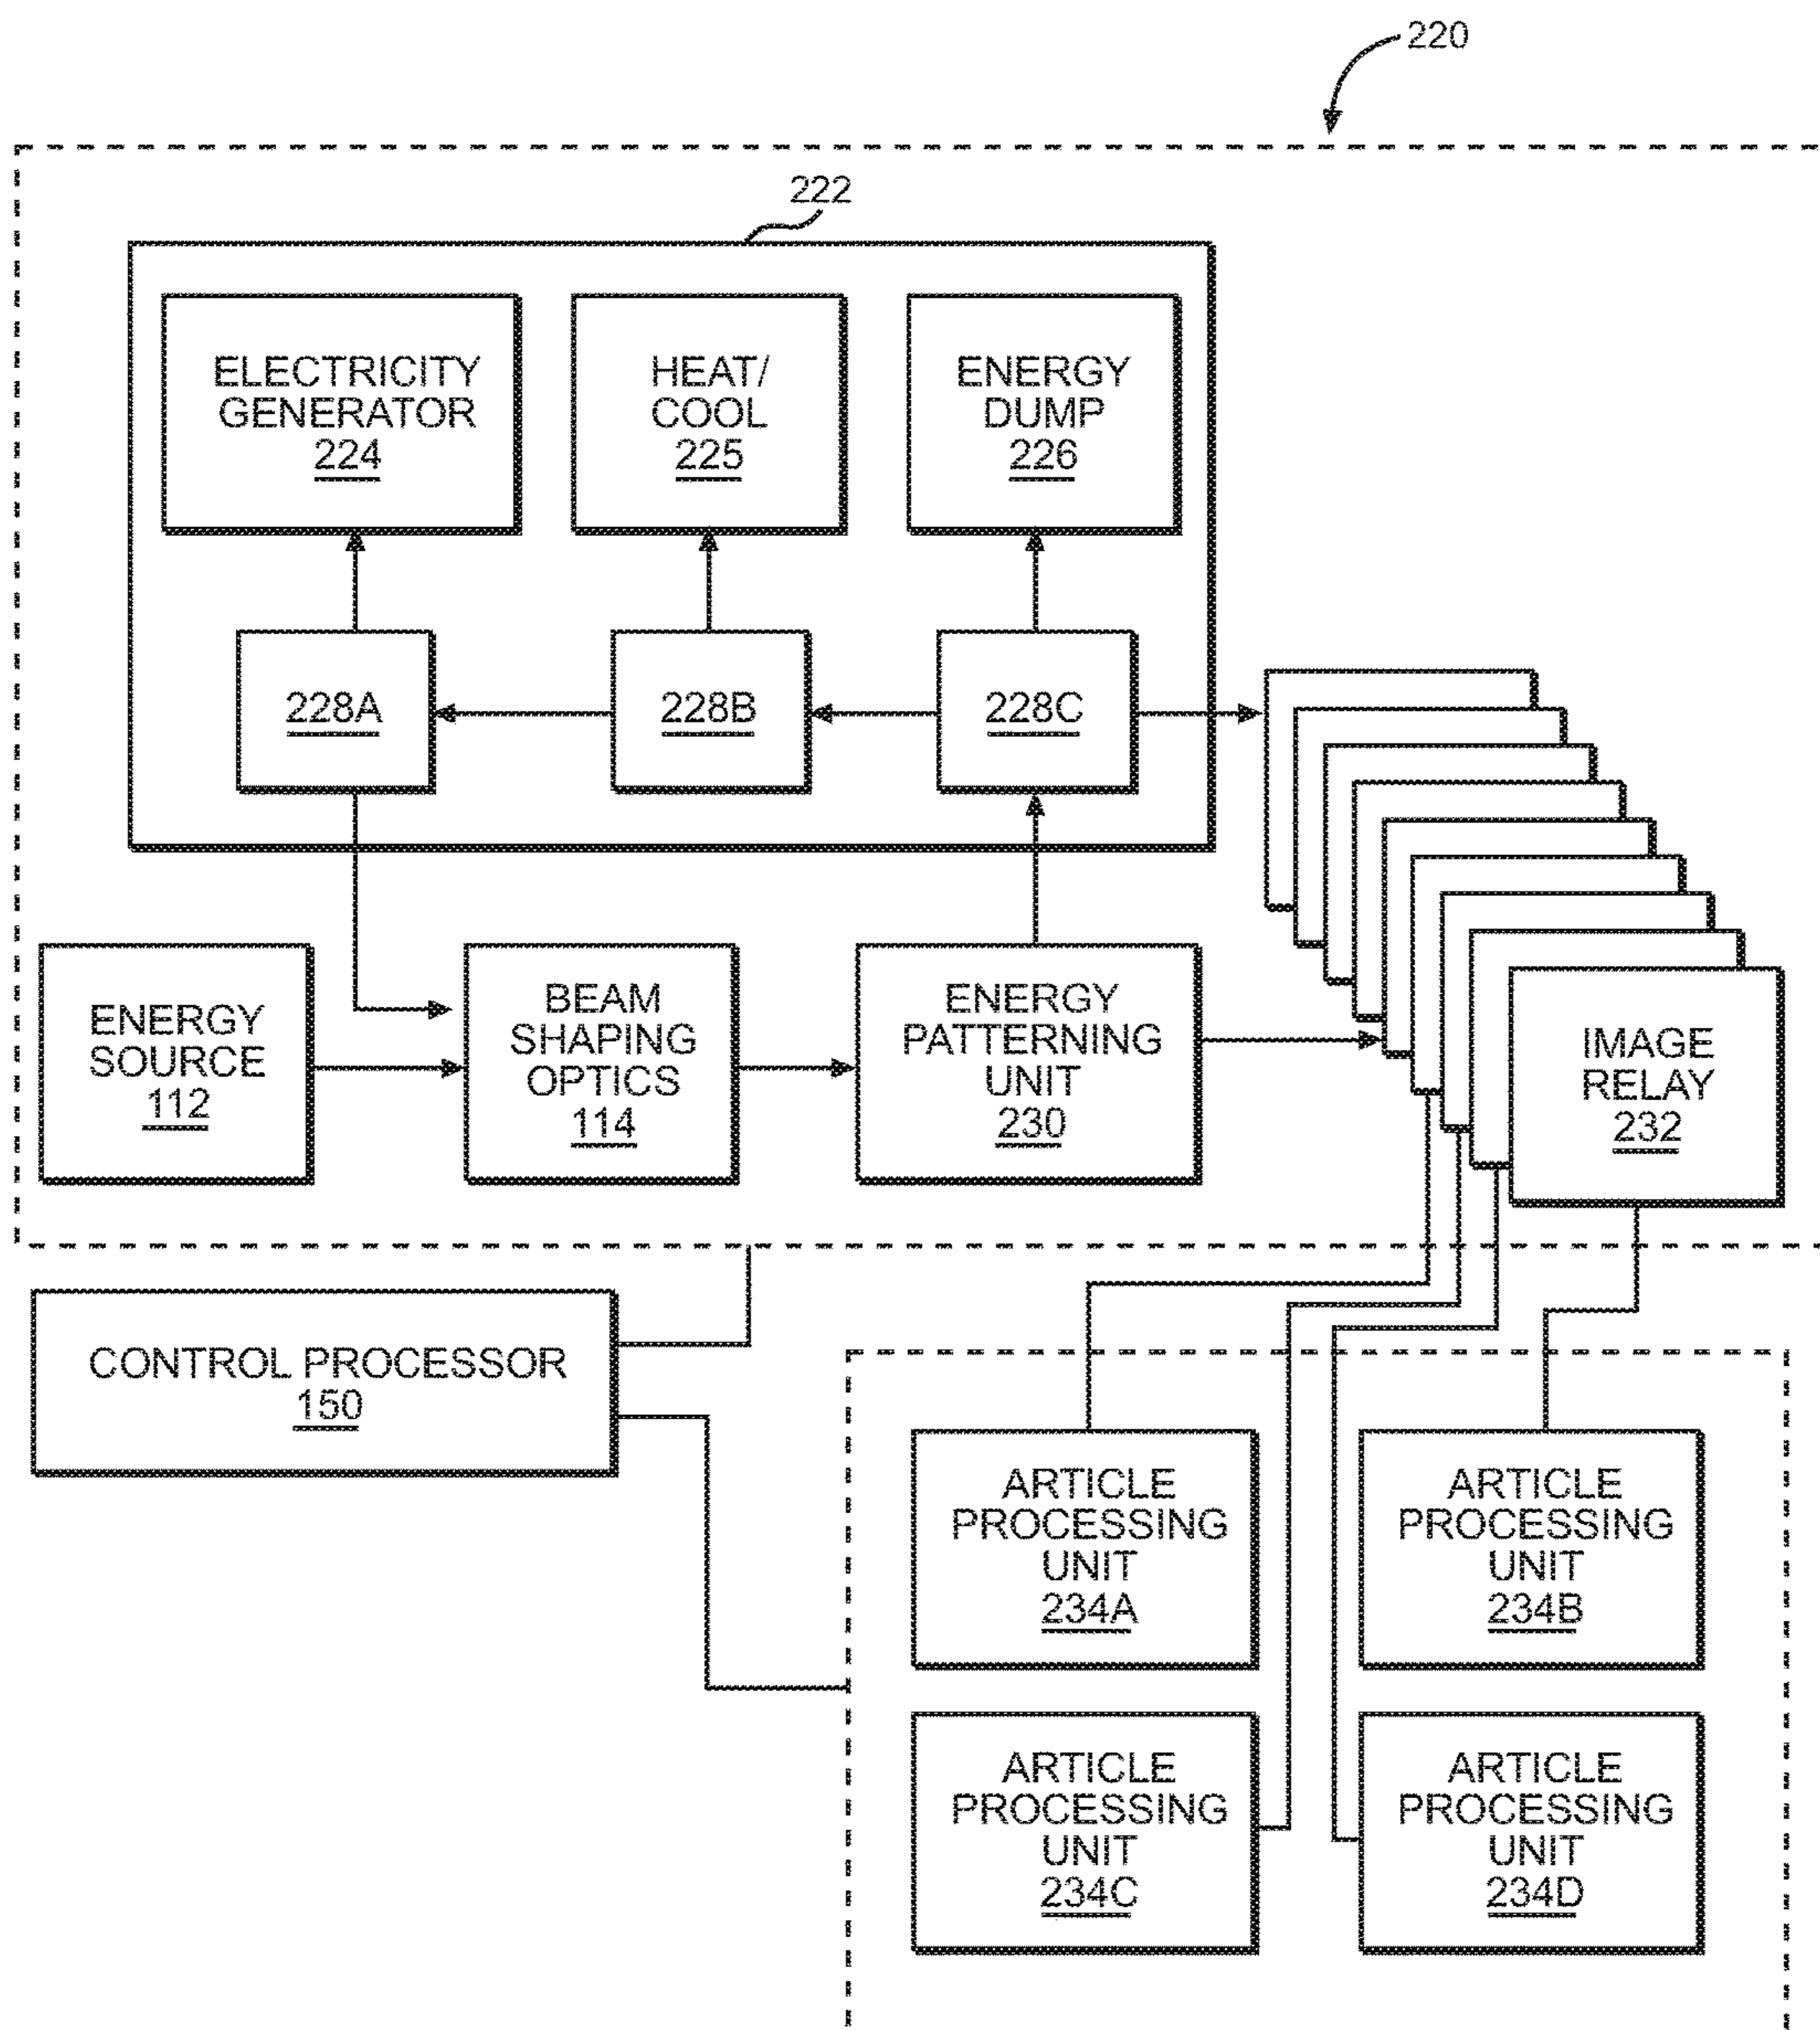 220
222
ELECTRICITY
GENERATOR
224
HEAT/
COOL
225
ENERGY
DUMP
226
228A
228B
228C
ENERGY
SOURCE
112
BEAM
SHAPING
OPTICS
114
ENERGY
PATTERNING
UNIT
230
IMAGE
RELAY
232
CONTROL PROCESSOR
150
ARTICLE
PROCESSING
UNIT
234A
ARTICLE
PROCESSING
UNIT
234B
ARTICLE
PROCESSING
UNIT
234C
ARTICLE
PROCESSING
UNIT
234D